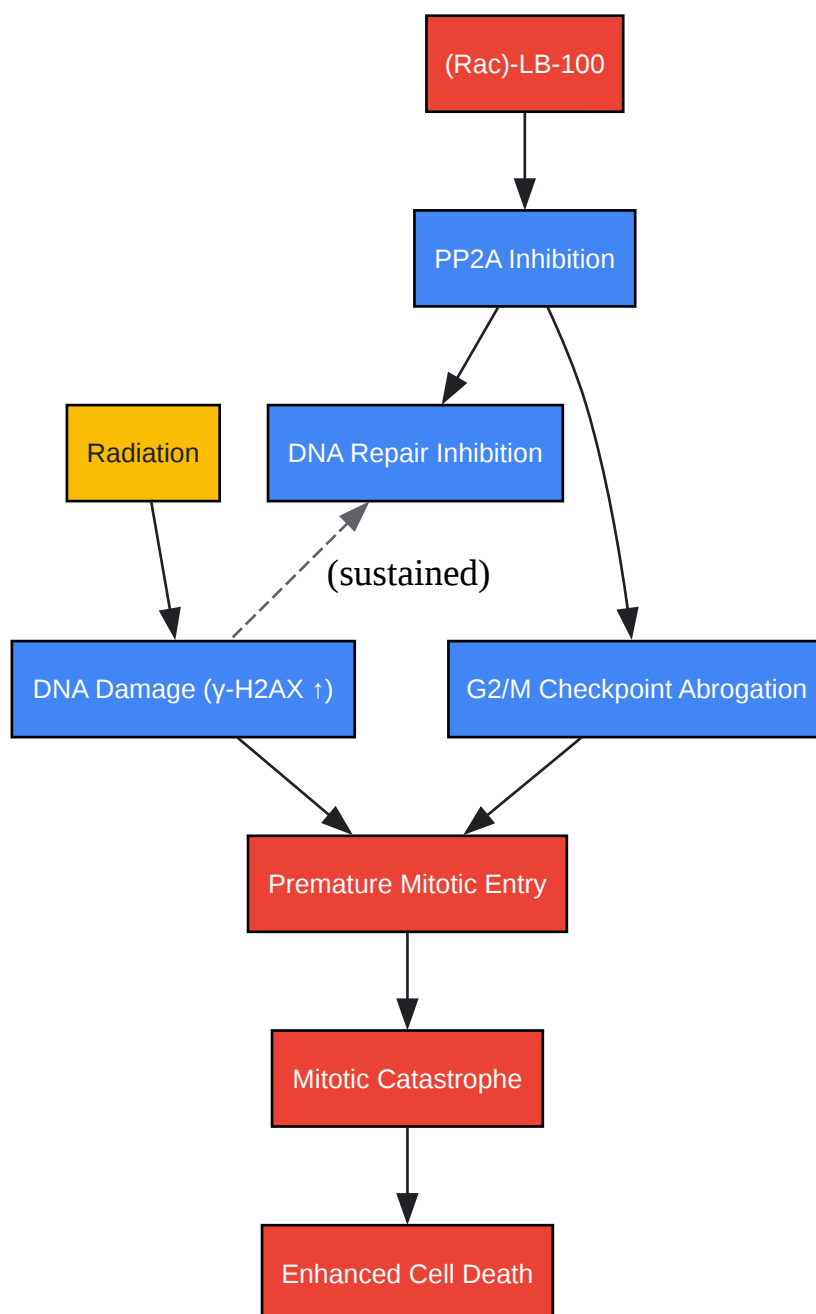 (Rac)-LB-100
PP2A Inhibition
Radiation
DNA Repair Inhibition
(sustained)
DNA Damage (γ-H2AX ↑)
G2/M Checkpoint Abrogation
Premature Mitotic Entry
Mitotic Catastrophe
Enhanced Cell Death